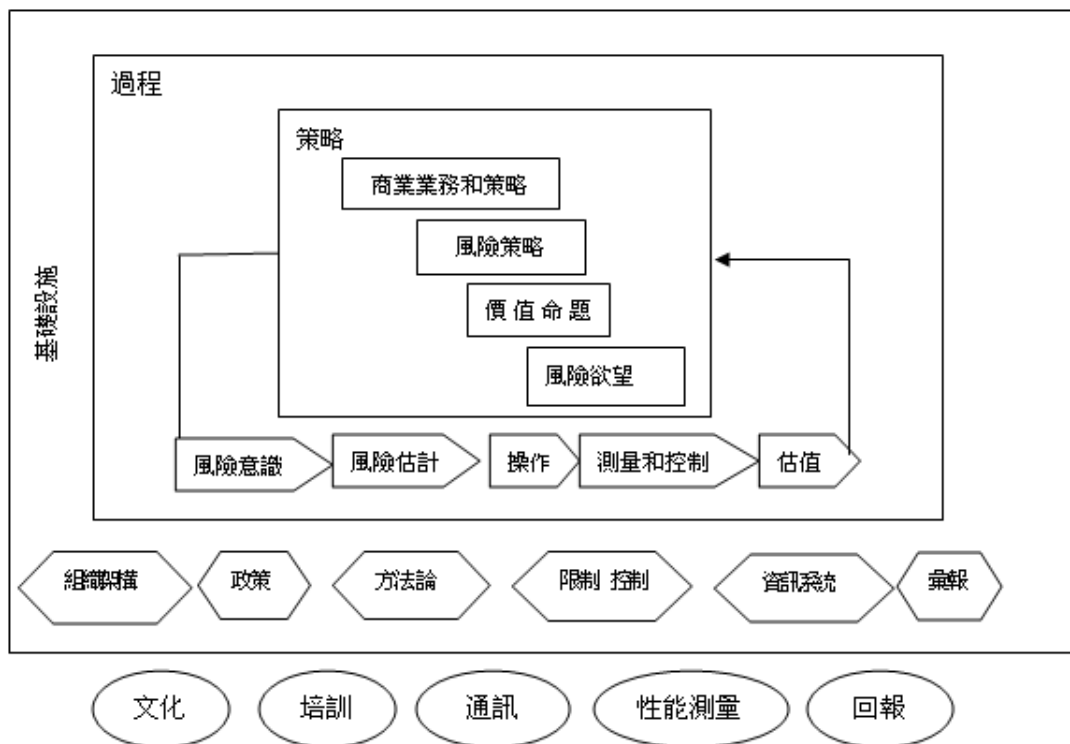 過程
策略
商業業務和策略
風險策略
價值命題
風險欲望
基礎設施
風險意識
風險估計
操作
測量和控制
估值
組織架構
政策
方法論
限制 控制
資訊系統
彙報
文化
培訓
通訊
性能測量
回報